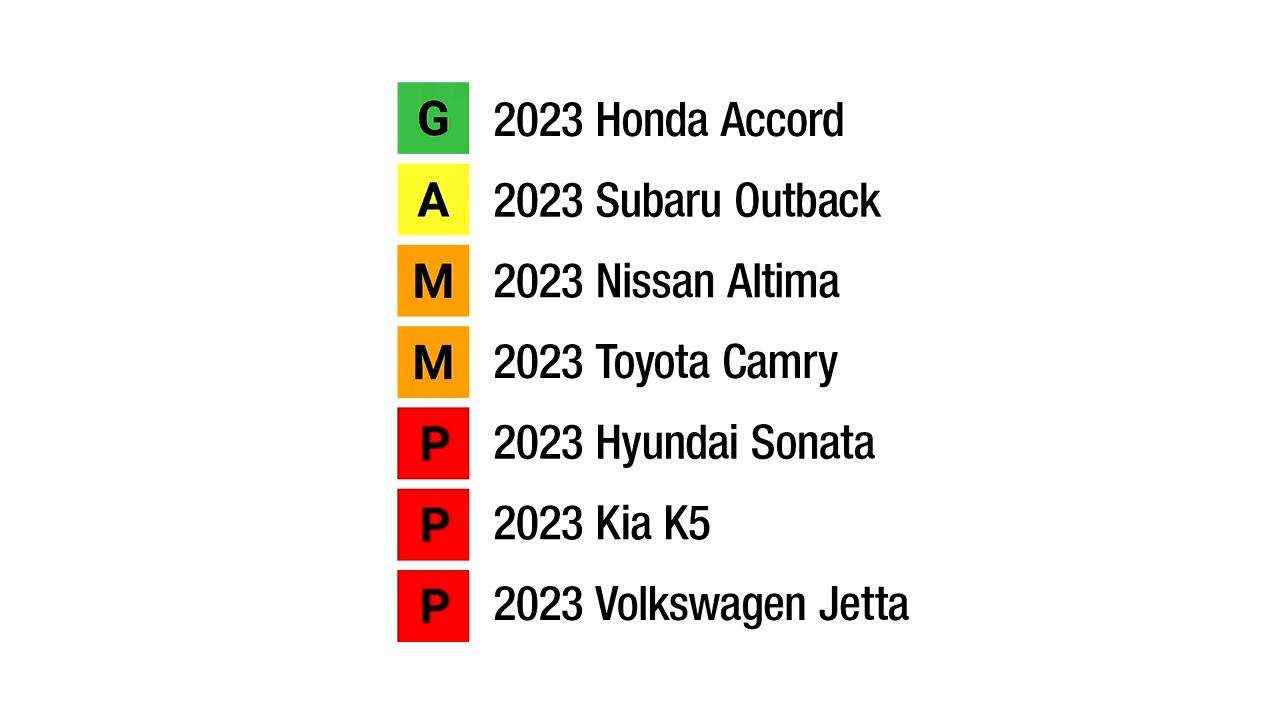 G 2023 Honda Accord
A 2023 Subaru Outback
M 2023 Nissan Altima
M 2023 Toyota Camry
P 2023 Hyundai Sonata
P 2023 Kia K5
P 2023 Volkswagen Jetta